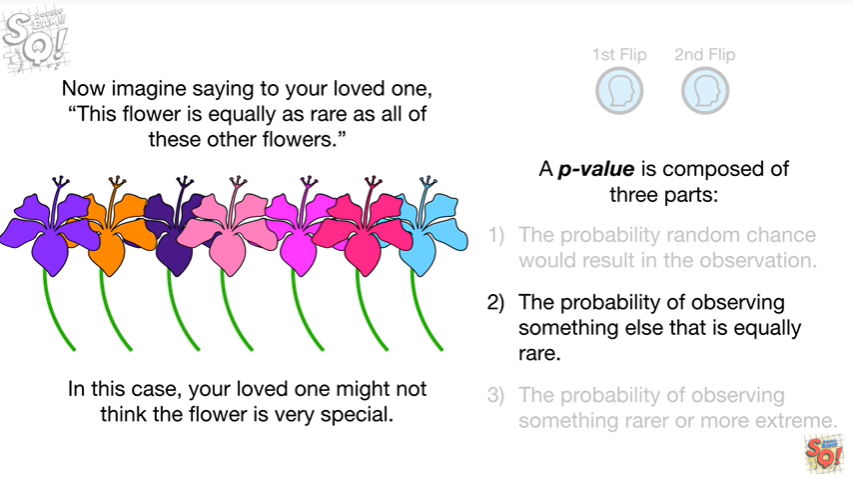 SQ!
Now imagine saying to your loved one,
“This flower is equally as rare as all of
these other flowers.”
In this case, your loved one might not
think the flower is very special.
1st Flip 2nd Flip
A p-value is composed of
three parts:
1) The probability random chance
would result in the observation.
2) The probability of observing
something else that is equally
rare.
3) The probability of observing
something rarer or more extreme.
SQ!